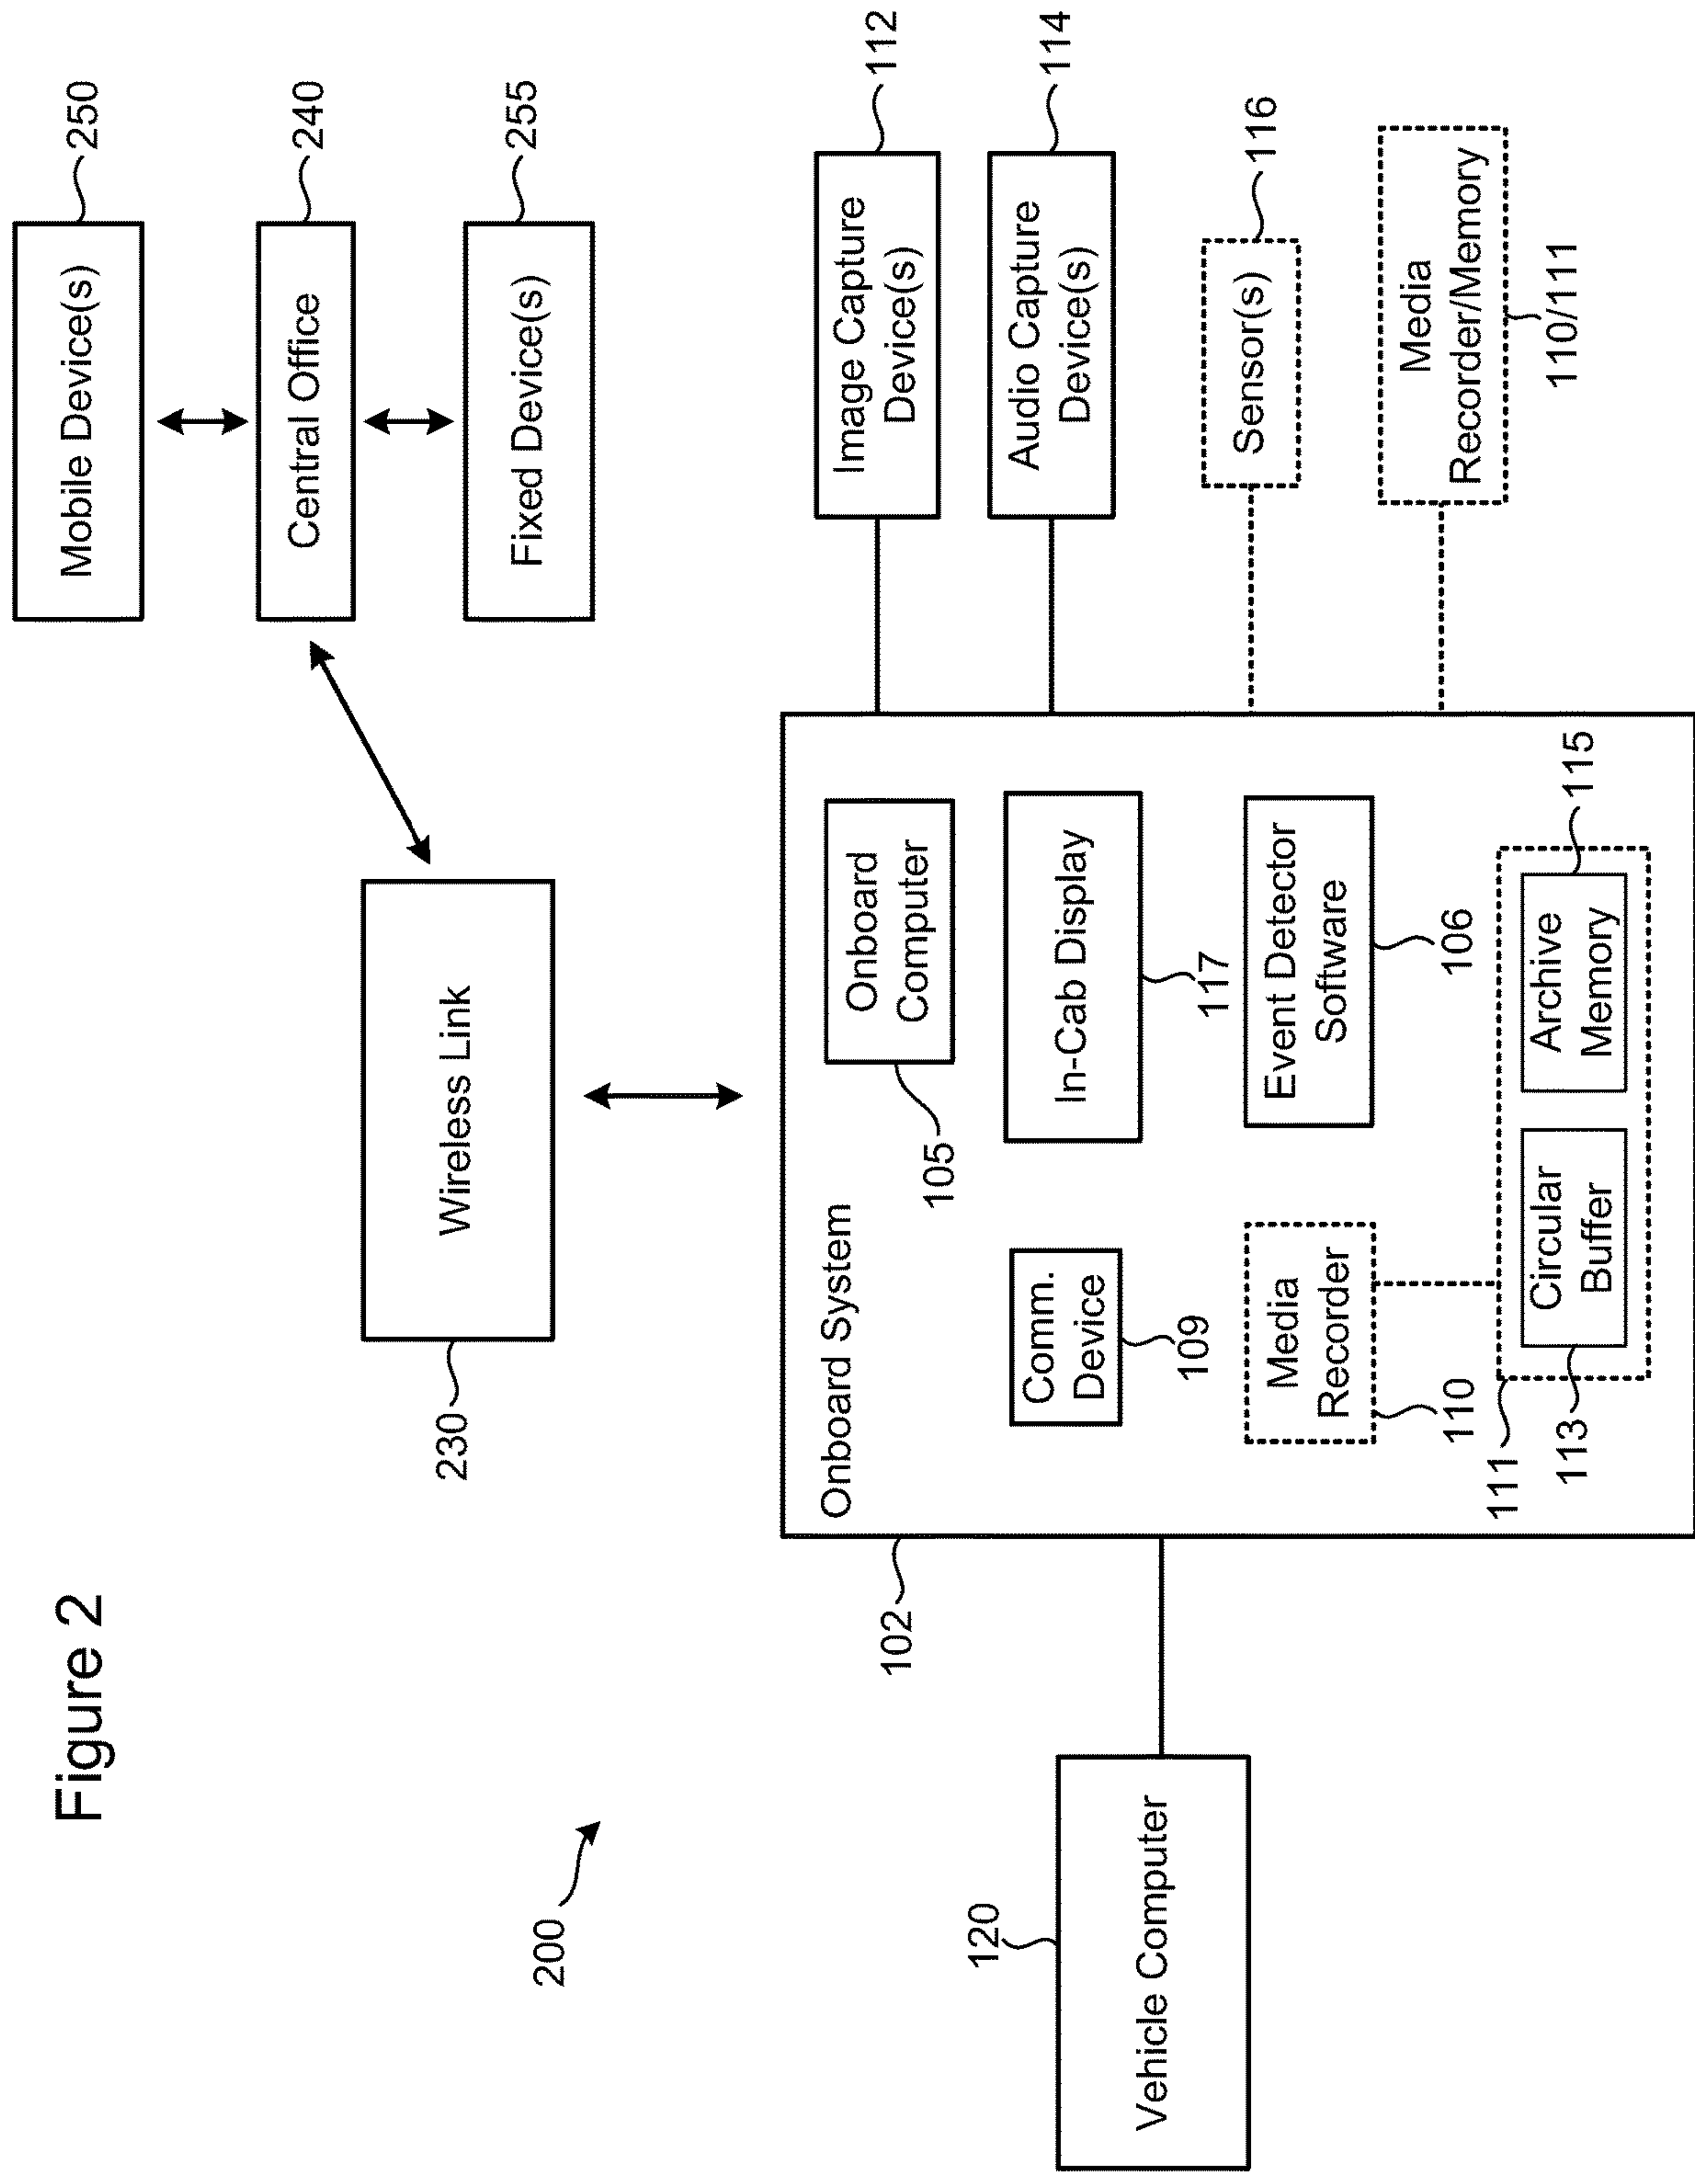 Figure 2
200
Mobile Device(s)
250
Central Office
240
Fixed Device(s)
255
Wireless Link
230
Vehicle Computer
120
Onboard System
102
Onboard
Computer
105
Comm.
Device
109
In-Cab Display
117
Media
Recorder
110
Event Detector
Software
106
111
Circular
Buffer
113
Archive
Memory
115
Image Capture
Device(s)
112
Audio Capture
Device(s)
114
Sensor(s)
116
Media
Recorder/Memory
110/111